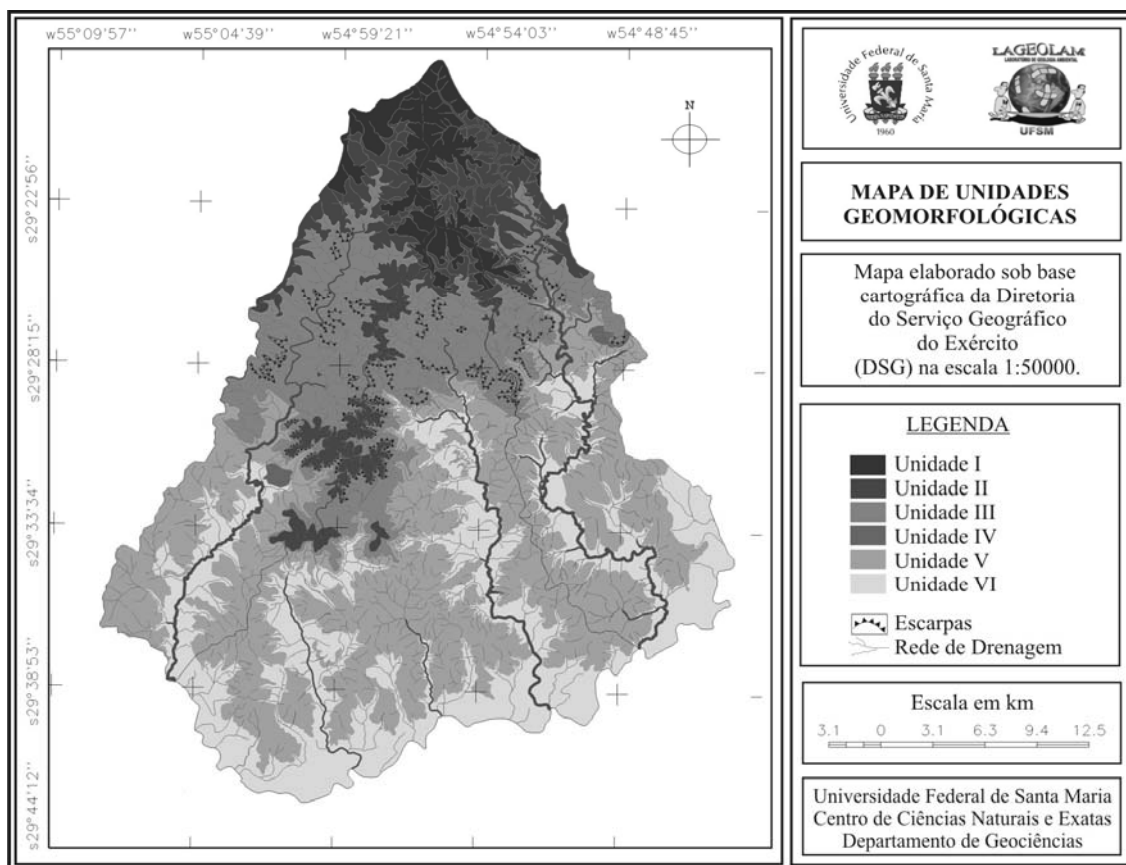 w55°09'57'' w55°04'39'' w54°59'21'' w54°54'03'' w54°48'45''
s29°22'56''
s29°28'15''
s29°33'34''
s29°38'53''
s29°44'12''
N
Universidade Federal de Santa Maria
1960
LAGEOLAM
LABORATÓRIO DE GEOLOGIA AMBIENTAL
UFSM
MAPA DE UNIDADES
GEOMORFOLÓGICAS
Mapa elaborado sob base
cartográfica da Diretoria
do Serviço Geográfico
do Exército
(DSG) na escala 1:50000.
LEGENDA
Unidade I
Unidade II
Unidade III
Unidade IV
Unidade V
Unidade VI
Escarpas
Rede de Drenagem
Escala em km
3.1 0 3.1 6.3 9.4 12.5
Universidade Federal de Santa Maria
Centro de Ciências Naturais e Exatas
Departamento de Geociências